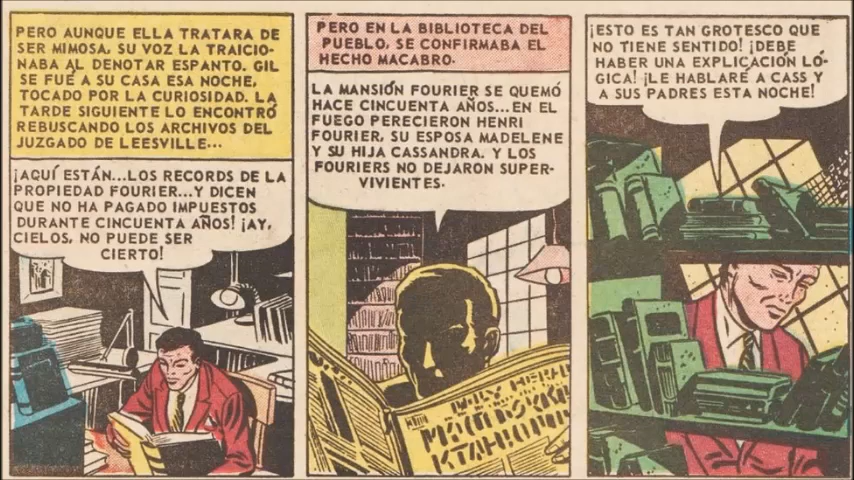 PERO AUNQUE ELLA TRATARA DE
SER MIMOSA, SU VOZ LA TRAICIO-
NABA AL DENOTAR ESPANTO. GIL
SE FUÉ A SU CASA ESA NOCHE,
TOCADO POR LA CURIOSIDAD. LA
TARDE SIGUIENTE LO ENCONTRÓ
REBUSCANDO LOS ARCHIVOS DEL
JUZGADO DE LEESVILLE...
¡AQUÍ ESTÁN...LOS RECORDS DE LA
PROPIEDAD FOURIER...Y DICEN
QUE NO HA PAGADO IMPUESTOS
DURANTE CINCUENTA AÑOS! ¡AY,
CIELOS, NO PUEDE SER
CIERTO!
PERO EN LA BIBLIOTECA DEL
PUEBLO, SE CONFIRMABA EL
HECHO MACABRO.
LA MANSIÓN FOURIER SE QUEMÓ
HACE CINCUENTA AÑOS...EN EL
FUEGO PERECIERON HENRI
FOURIER, SU ESPOSA MADELENE
Y SU HIJA CASSANDRA. Y LOS
FOURIERS NO DEJARON SUPER-
VIVIENTES.
DAILY HERAL
¡ESTO ES TAN GROTESCO QUE
NO TIENE SENTIDO! ¡DEBE
HABER UNA EXPLICACIÓN LÓ-
GICA! ¡LE HABLARÉ A CASS Y
A SUS PADRES ESTA NOCHE!